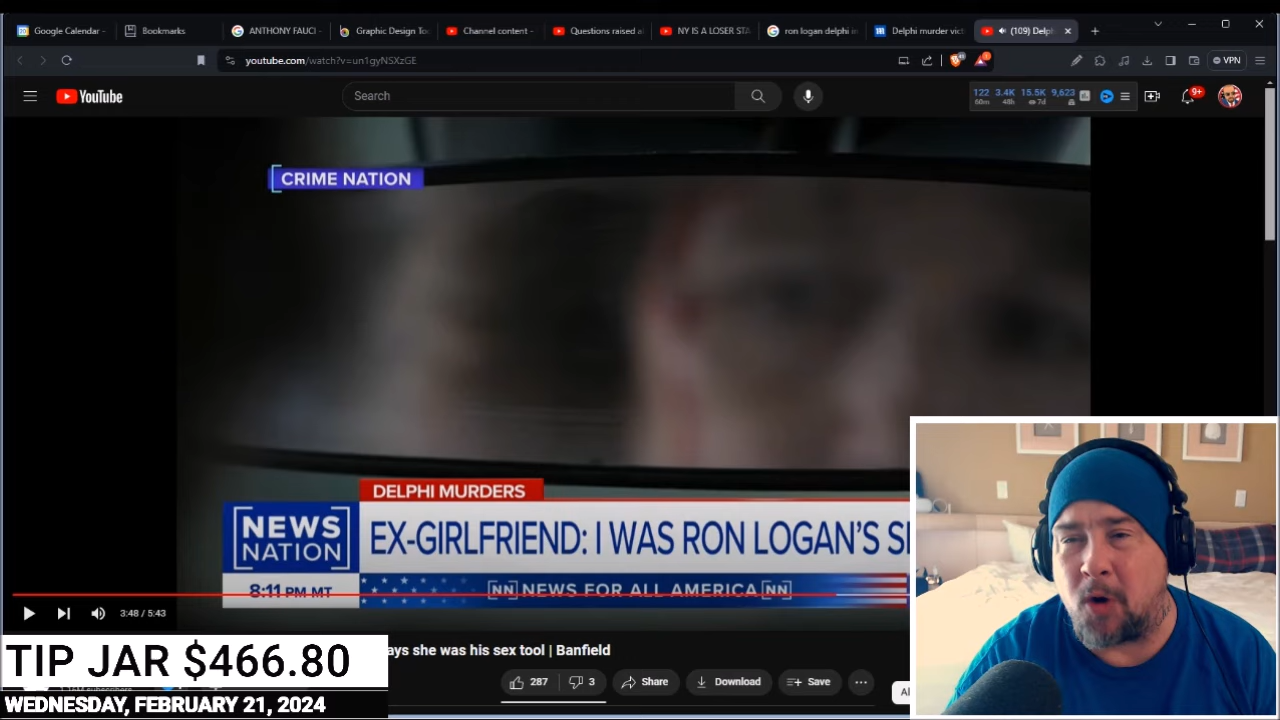 Google Calendar -
Bookmarks
ANTHONY FAUCI -
Graphic Design Too
Channel content -
Questions raised a
NY IS A LOSER STA
ron logan delphi in
Delphi murder vict
(109) Delp
youtube.com/watch?v=un1gyNSXzGE
VPN
YouTube
Search
122 3.4K 15.5K 9,623
60m 48h 7d
9+
CRIME NATION
DELPHI MURDERS
NEWS NATION
EX-GIRLFRIEND: I WAS RON LOGAN'S S
8:11 PM MT
NN NEWS FOR ALL AMERICA NN
3:48 / 5:43
TIP JAR $466.80
ays she was his sex tool | Banfield
287
3
Share
Download
Save
Al
WEDNESDAY, FEBRUARY 21, 2024